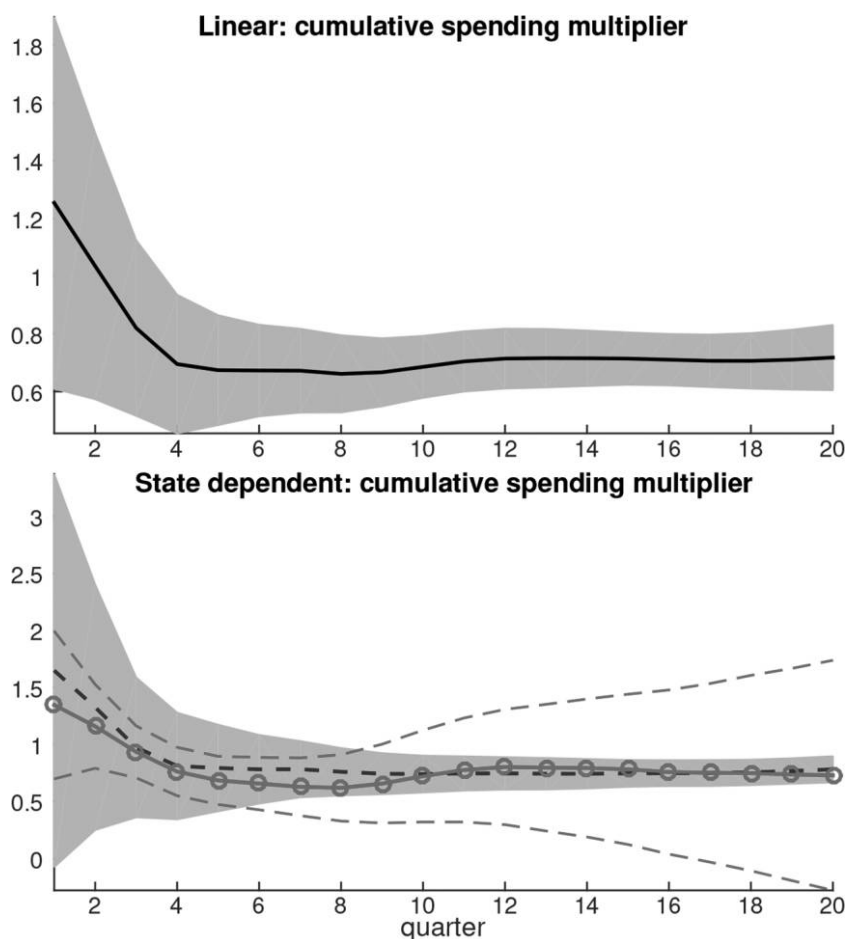 Linear: cumulative spending multiplier
1.8
1.6
1.4
1.2
1
0.8
0.6
2 4 6 8 10 12 14 16 18 20
State dependent: cumulative spending multiplier
3
2.5
2
1.5
1
0.5
0
2 4 6 8 10 12 14 16 18 20
quarter